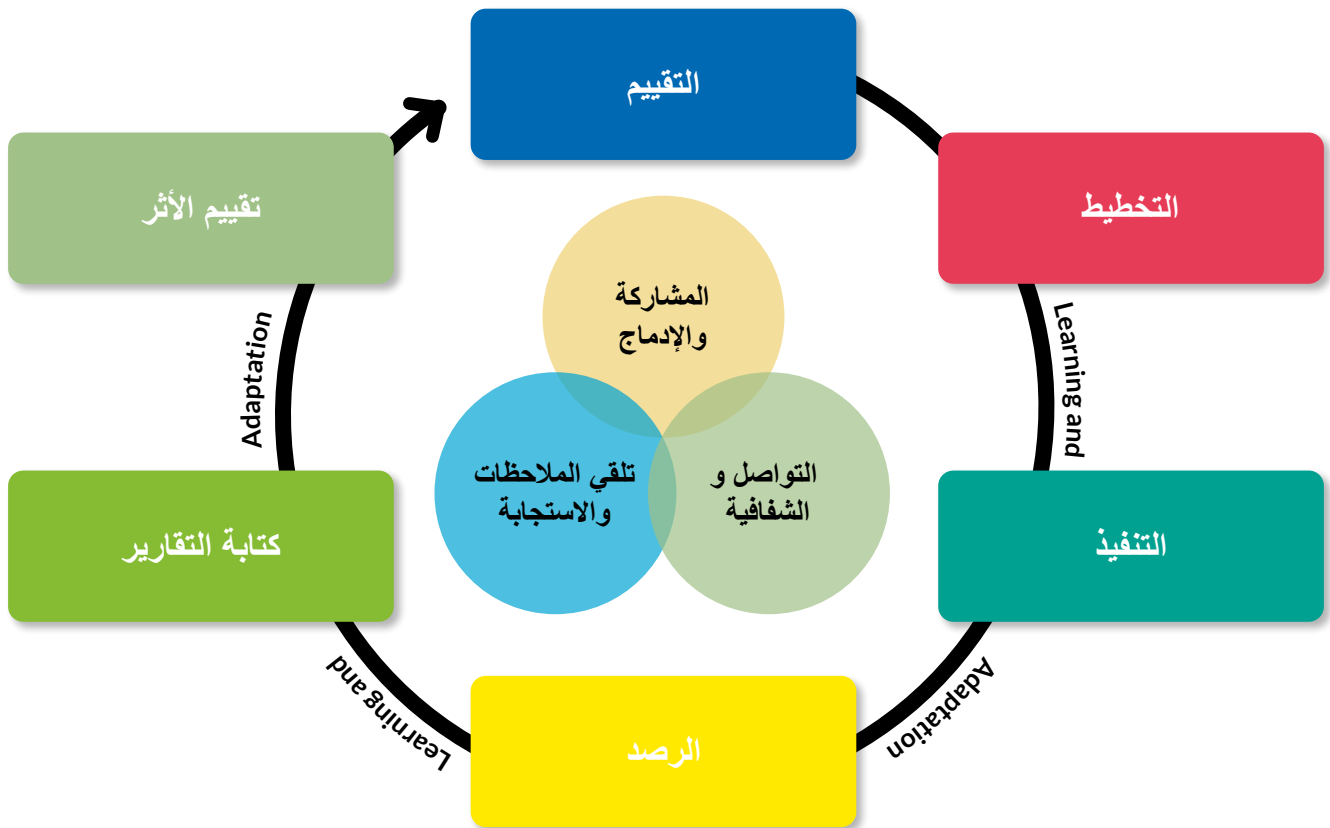 التقييم
التخطيط
Learning and
التنفيذ
Adaptation
الرصد
Learning and
كتابة التقارير
Adaptation
تقييم الأثر
المشاركة
والإدماج
التواصل و
الشفافية
تلقي الملاحظات
والاستجابة